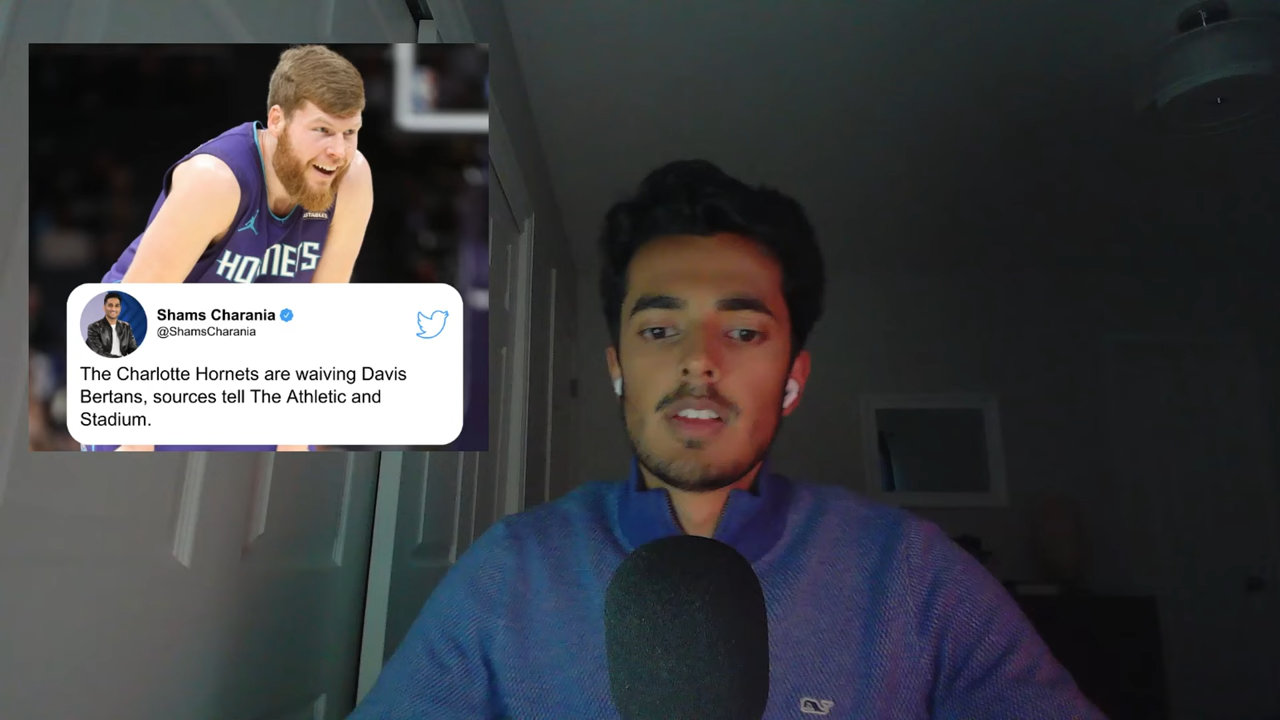 HORNETS
Shams Charania
@ShamsCharania
The Charlotte Hornets are waiving Davis
Bertans, sources tell The Athletic and
Stadium.